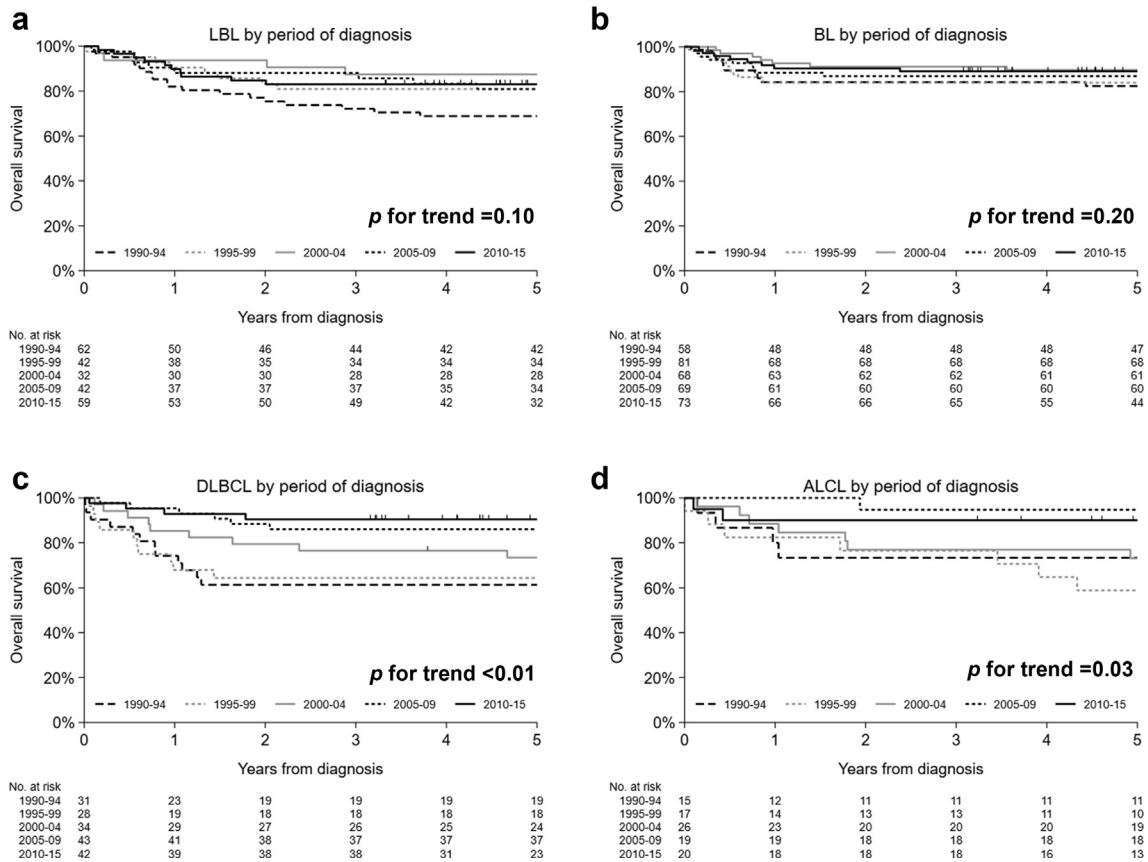 a
LBL by period of diagnosis
100%
80%
60%
40%
20%
0%
Overall survival
p for trend =0.10
1990-94 1995-99 2000-04 2005-09 2010-15
0 1 2 3 4 5
Years from diagnosis
No. at risk
1990-94 62 50 46 44 42 42
1995-99 42 38 35 34 34 34
2000-04 32 30 30 28 28 28
2005-09 42 37 37 37 35 34
2010-15 59 53 50 49 42 32
b
BL by period of diagnosis
100%
80%
60%
40%
20%
0%
Overall survival
p for trend =0.20
1990-94 1995-99 2000-04 2005-09 2010-15
0 1 2 3 4 5
Years from diagnosis
No. at risk
1990-94 58 48 48 48 48 47
1995-99 81 68 68 68 68 68
2000-04 68 63 62 62 61 61
2005-09 69 61 60 60 60 60
2010-15 73 66 66 65 55 44
c
DLBCL by period of diagnosis
100%
80%
60%
40%
20%
0%
Overall survival
p for trend <0.01
1990-94 1995-99 2000-04 2005-09 2010-15
0 1 2 3 4 5
Years from diagnosis
No. at risk
1990-94 31 23 19 19 19 19
1995-99 28 19 18 18 18 18
2000-04 34 29 27 26 25 24
2005-09 43 41 38 37 37 37
2010-15 42 39 38 38 31 23
d
ALCL by period of diagnosis
100%
80%
60%
40%
20%
0%
Overall survival
p for trend =0.03
1990-94 1995-99 2000-04 2005-09 2010-15
0 1 2 3 4 5
Years from diagnosis
No. at risk
1990-94 15 12 11 11 11 11
1995-99 17 14 13 13 11 10
2000-04 26 23 20 20 20 19
2005-09 19 19 18 18 18 18
2010-15 20 18 18 18 16 13